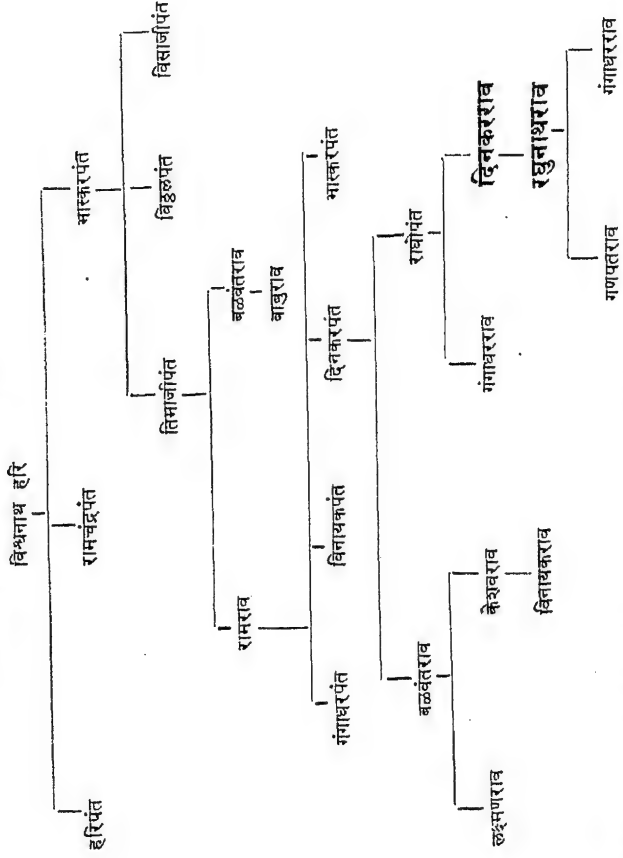 विश्वनाथ हरि
हरिपंत रामचंद्रपंत भास्करपंत
तिमाजीपंत विठ्ठलपंत विसाजीपंत
रामराव बळवंतराव
बाबुराव
गंगाधरपंत विनायकपंत दिनकरपंत भास्करपंत
बळवंतराव राघोपंत
लक्ष्मणराव केशवराव गंगाधरराव दिनकरराव
विनायकराव रघुनाथराव
गणपतराव गंगाधरराव